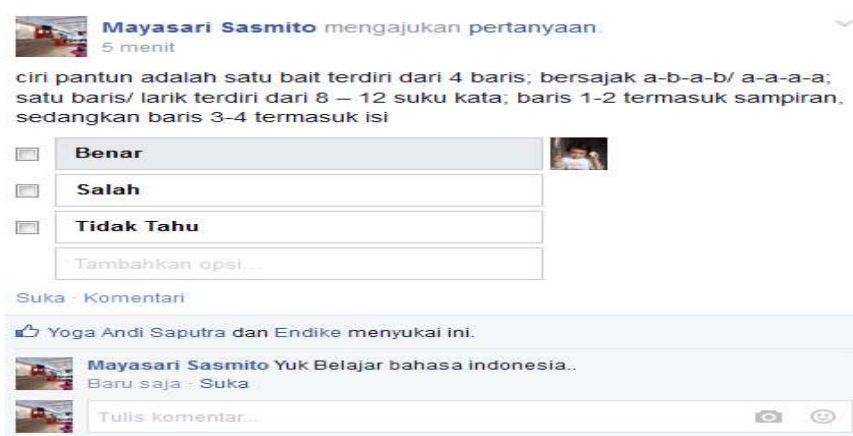 Mayasari Sasmito mengajukan pertanyaan.
5 menit
ciri pantun adalah satu bait terdiri dari 4 baris; bersajak a-b-a-b/ a-a-a-a;
satu baris/ larik terdiri dari 8 – 12 suku kata; baris 1-2 termasuk sampiran,
sedangkan baris 3-4 termasuk isi
Benar
Salah
Tidak Tahu
Tambahkan opsi...
Suka · Komentari
Yoga Andi Saputra dan Endike menyukai ini.
Mayasari Sasmito Yuk Belajar bahasa indonesia..
Baru saja · Suka
Tulis komentar...